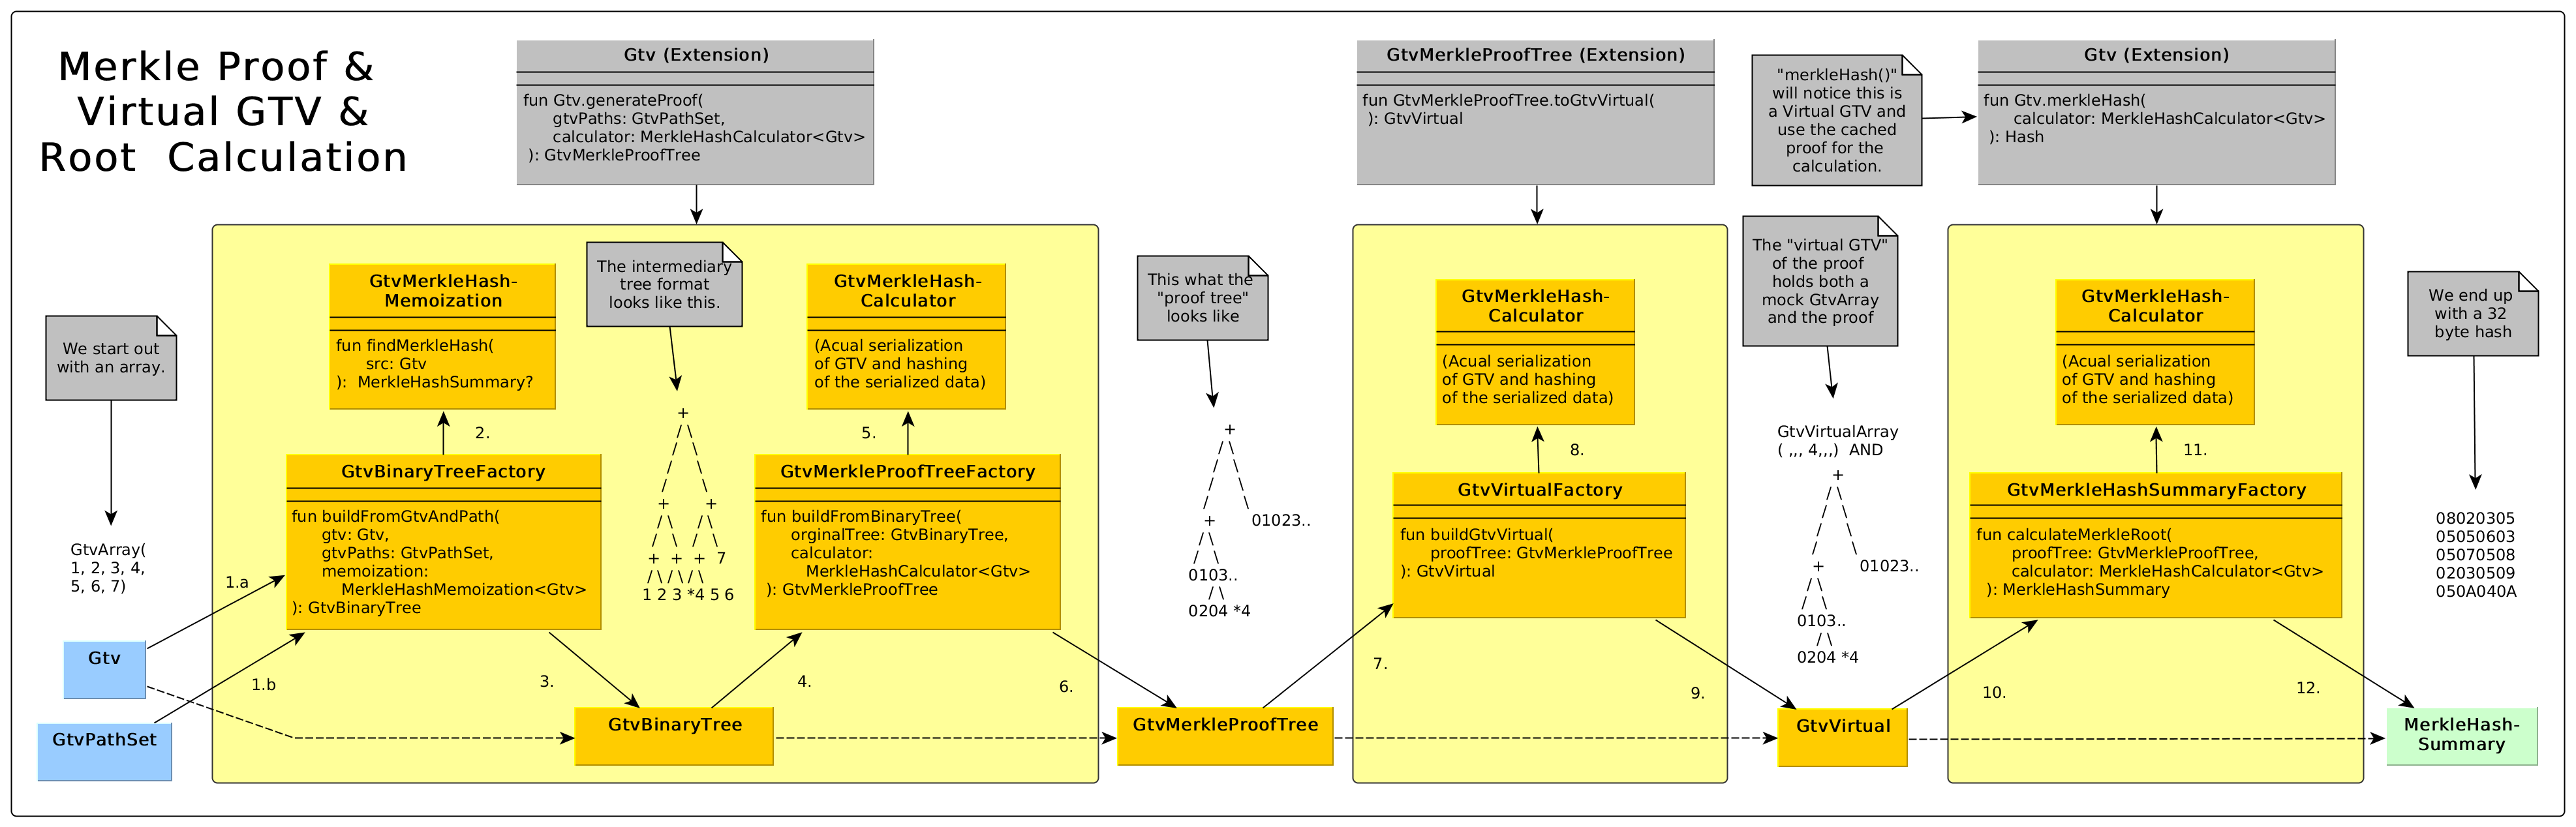 Merkle Proof &
Virtual GTV &
Root  Calculation
Gtv (Extension)
fun Gtv.generateProof(
gtvPaths: GtvPathSet,
calculator: MerkleHashCalculator<Gtv>
): GtvMerkleProofTree
GtvMerkleProofTree (Extension)
fun GtvMerkleProofTree.toGtvVirtual(
): GtvVirtual
"merkleHash()"
will notice this is
a Virtual GTV and
use the cached
proof for the
calculation.
Gtv (Extension)
fun Gtv.merkleHash(
calculator: MerkleHashCalculator<Gtv>
): Hash
We start out
with an array.
GtvArray(
1, 2, 3, 4,
5, 6, 7)
Gtv
GtvPathSet
1.a
1.b
GtvMerkleHash-
Memoization
fun findMerkleHash(
src: Gtv
):  MerkleHashSummary?
2.
GtvBinaryTreeFactory
fun buildFromGtvAndPath(
gtv: Gtv,
gtvPaths: GtvPathSet,
memoization:
MerkleHashMemoization<Gtv>
): GtvBinaryTree
3.
The intermediary
tree format
looks like this.
+
/ \
/ \
/ \
/ \
+ +
/ \ / \
/ \ / \
+ + + 7
/ \ / \ / \
1 2 3 *4 5 6
GtvBinaryTree
4.
GtvMerkleHash-
Calculator
(Acual serialization
of GTV and hashing
of the serialized data)
5.
GtvMerkleProofTreeFactory
fun buildFromBinaryTree(
orginalTree: GtvBinaryTree,
calculator:
MerkleHashCalculator<Gtv>
): GtvMerkleProofTree
6.
This what the
"proof tree"
looks like
+
/ \
/ \
/ \
/ \
+ 01023..
/ \
/ \
0103..
/ \
0204 *4
GtvMerkleProofTree
7.
GtvMerkleHash-
Calculator
(Acual serialization
of GTV and hashing
of the serialized data)
8.
GtvVirtualFactory
fun buildGtvVirtual(
proofTree: GtvMerkleProofTree
): GtvVirtual
9.
The "virtual GTV"
of the proof
holds both a
mock GtvArray
and the proof
GtvVirtualArray
( ,,, 4,,,)  AND
+
/ \
/ \
/ \
/ \
+ 01023..
/ \
/ \
0103..
/ \
0204 *4
GtvVirtual
10.
GtvMerkleHash-
Calculator
(Acual serialization
of GTV and hashing
of the serialized data)
11.
GtvMerkleHashSummaryFactory
fun calculateMerkleRoot(
proofTree: GtvMerkleProofTree,
calculator: MerkleHashCalculator<Gtv>
): MerkleHashSummary
12.
We end up
with a 32
byte hash
08020305
05050603
05070508
02030509
050A040A
MerkleHash-
Summary